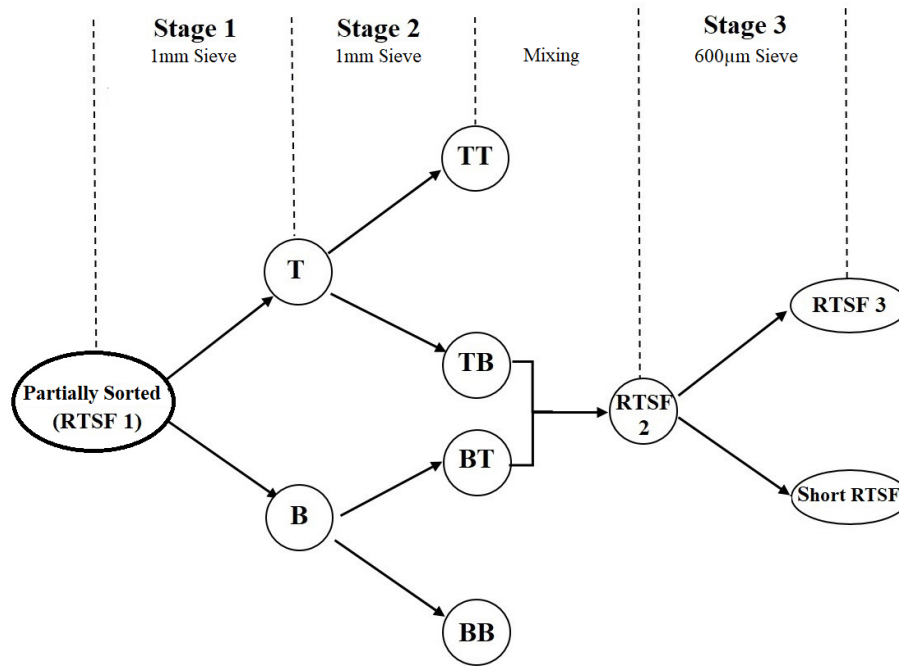 Stage 1
1mm Sieve
Stage 2
1mm Sieve
Mixing
Stage 3
600µm Sieve
TT
T
RTSF 3
TB
Partially Sorted
(RTSF 1)
RTSF
2
BT
Short RTSF
B
BB